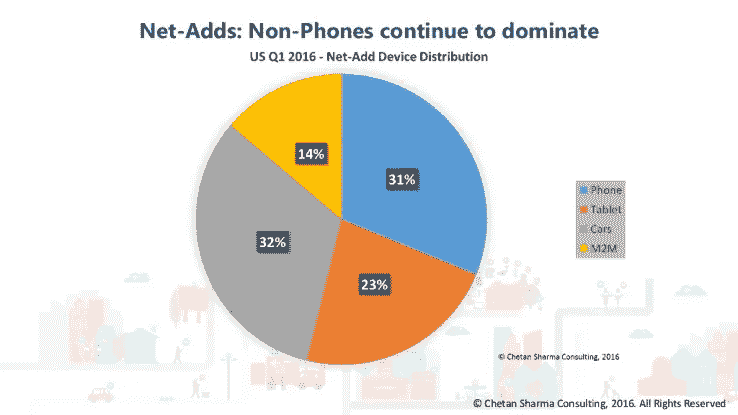 Net-Adds: Non-Phones continue to dominate
US Q1 2016 - Net-Add Device Distribution
14%
31%
32%
23%
Phone
Tablet
Cars
M2M
© Chetan Sharma Consulting, 2016
© Chetan Sharma Consulting, 2016. All Rights Reserved